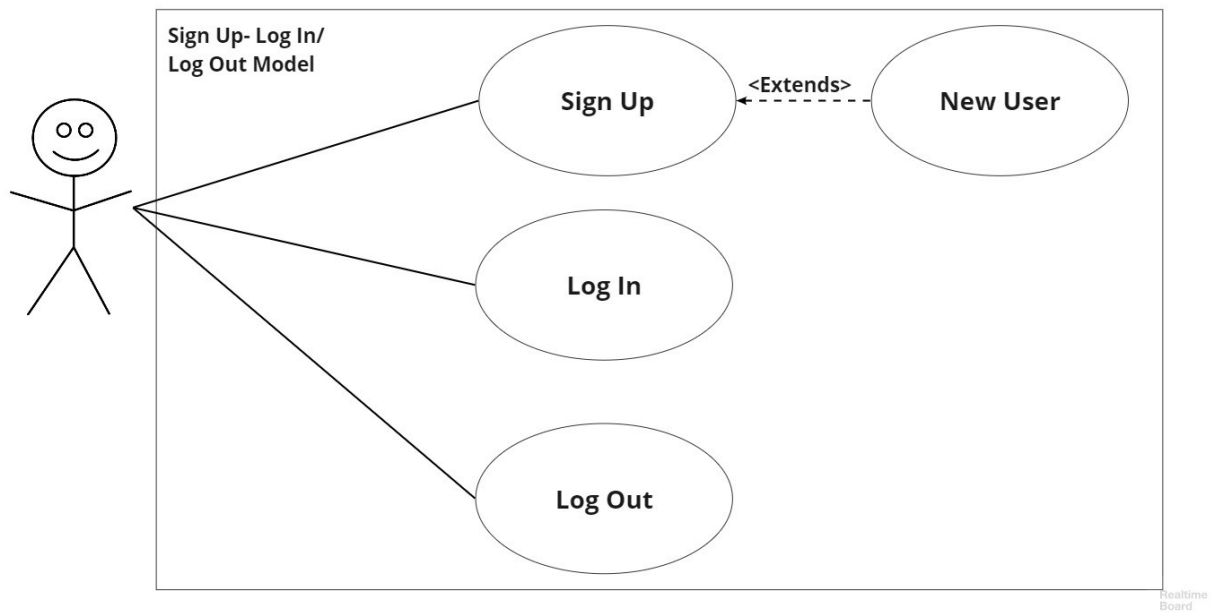 Sign Up- Log In/
Log Out Model
Sign Up
<Extends>
New User
Log In
Log Out
Realtime
Board